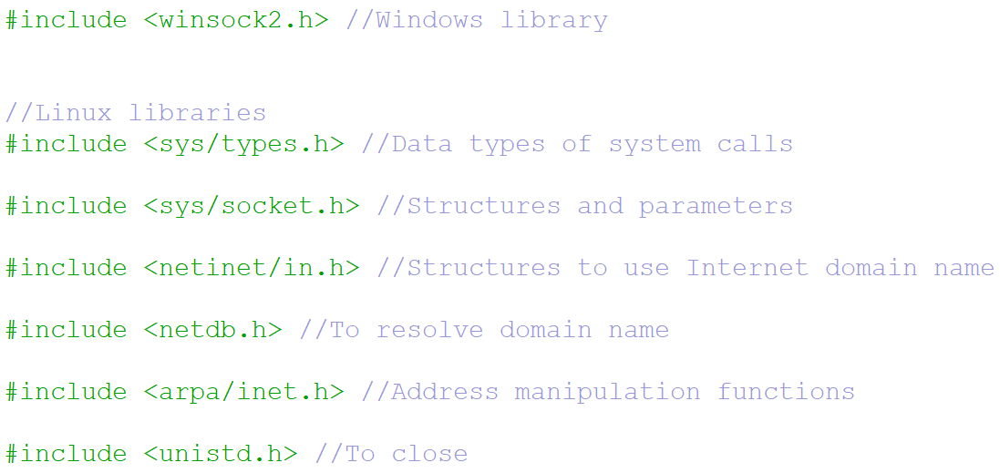 #include <winsock2.h> //Windows library
//Linux libraries
#include <sys/types.h> //Data types of system calls
#include <sys/socket.h> //Structures and parameters
#include <netinet/in.h> //Structures to use Internet domain name
#include <netdb.h> //To resolve domain name
#include <arpa/inet.h> //Address manipulation functions
#include <unistd.h> //To close